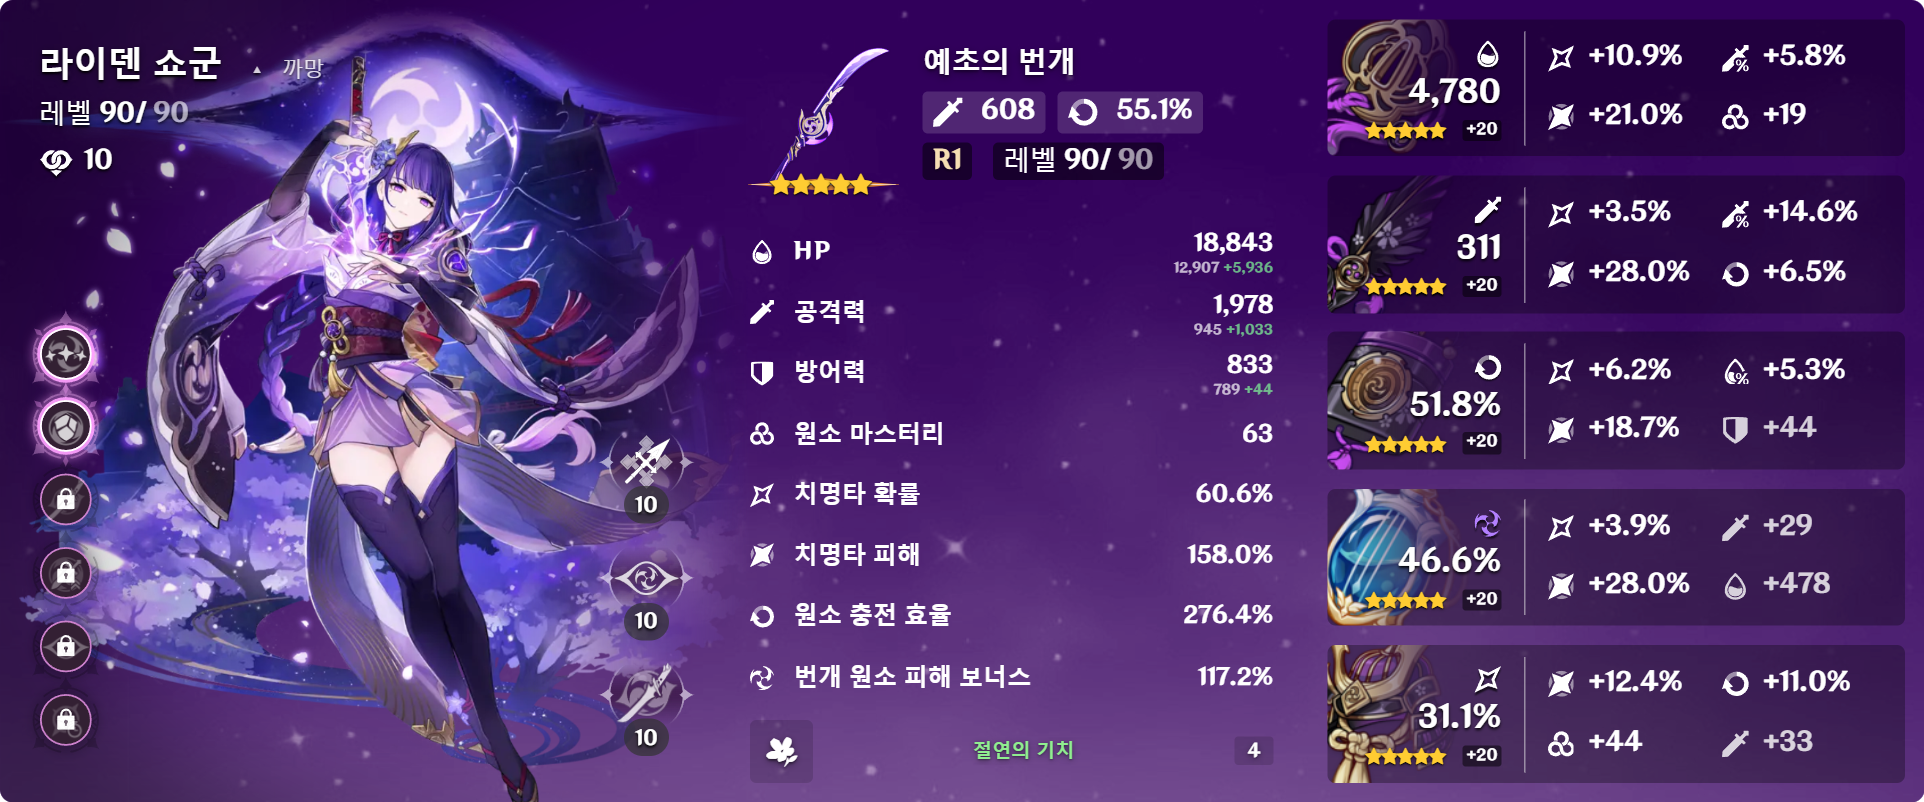 라이덴 쇼군 ▲ 까망
레벨 90/ 90
10
10
10
10
예초의 번개
608 55.1%
R1 레벨 90/ 90
HP 18,843
12,907 +5,936
공격력 1,978
945 +1,033
방어력 833
789 +44
원소 마스터리 63
치명타 확률 60.6%
치명타 피해 158.0%
원소 충전 효율 276.4%
번개 원소 피해 보너스 117.2%
절연의 기치 4
4,780
+20
+10.9% +5.8%
+21.0% +19
311
+20
+3.5% +14.6%
+28.0% +6.5%
51.8%
+20
+6.2% +5.3%
+18.7% +44
46.6%
+20
+3.9% +29
+28.0% +478
31.1%
+20
+12.4% +11.0%
+44 +33